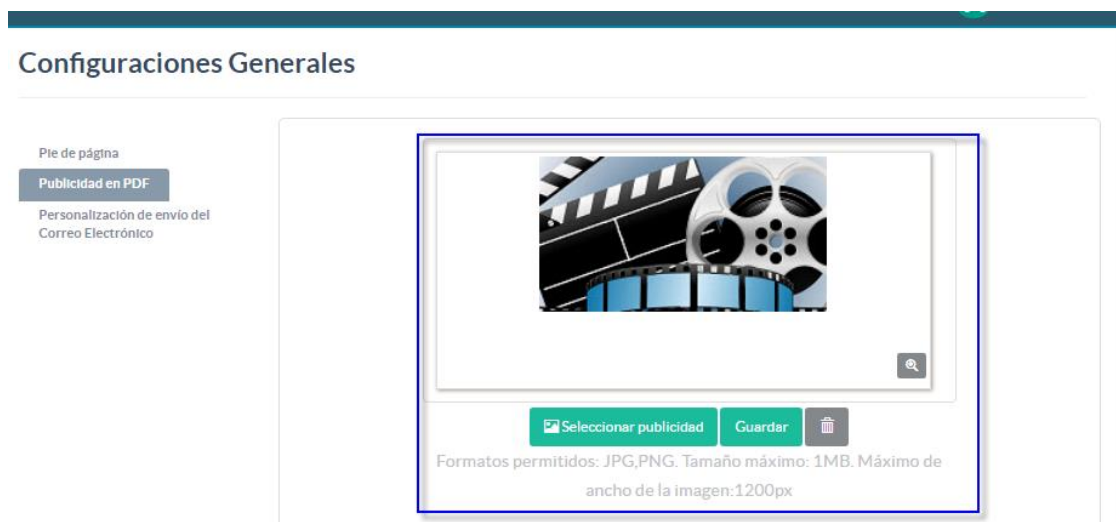 Configuraciones Generales
Pie de página
Publicidad en PDF
Personalización de envío del
Correo Electrónico
Seleccionar publicidad
Guardar
Formatos permitidos: JPG,PNG. Tamaño máximo: 1MB. Máximo de
ancho de la imagen:1200px